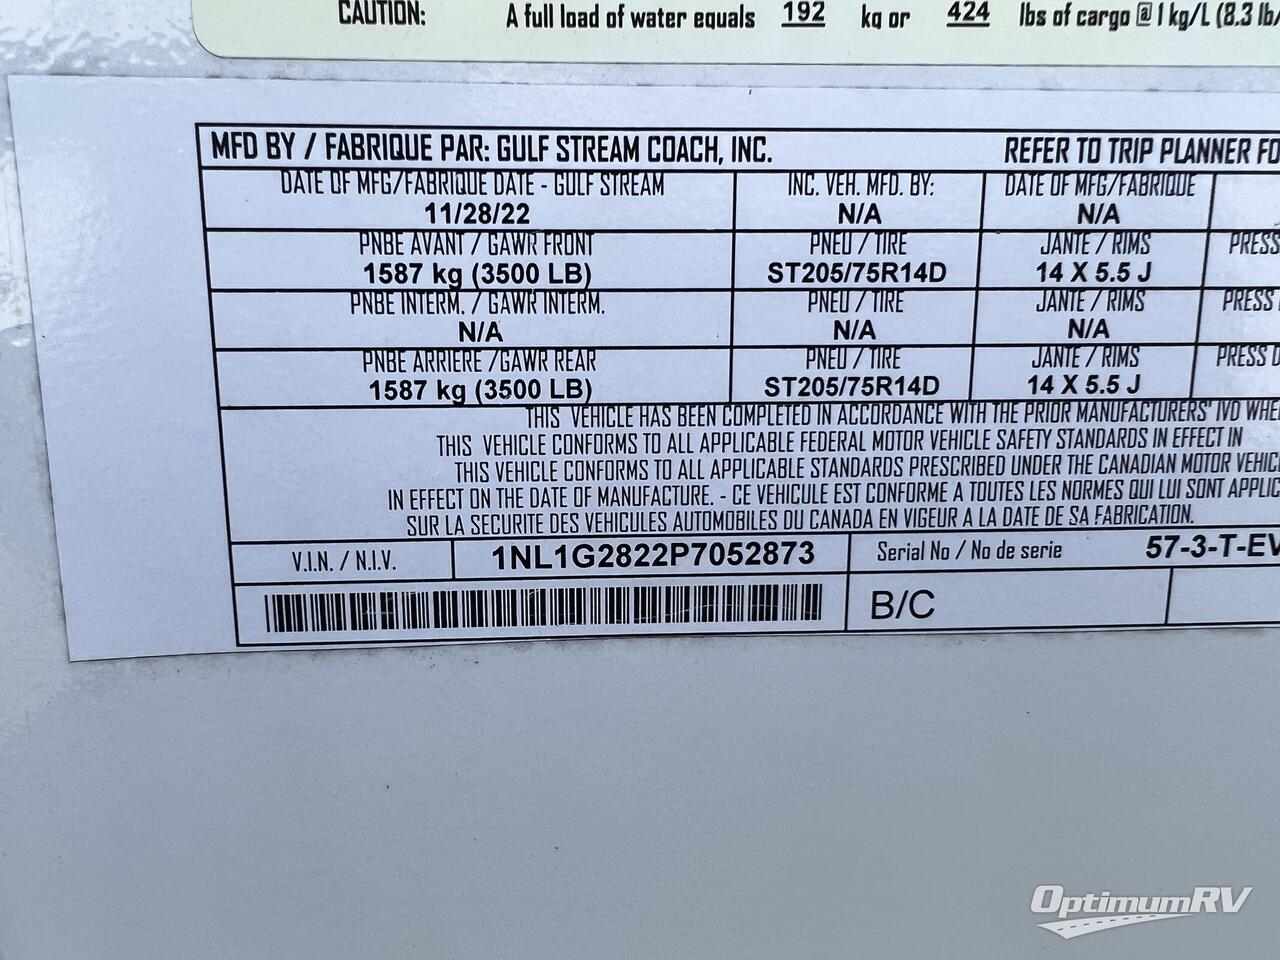 CAUTION: A full load of water equals 192 kg or 424 lbs of cargo @ 1 kg/L (8.3 lb/
MFD BY / FABRIQUE PAR: GULF STREAM COACH, INC. REFER TO TRIP PLANNER FO
DATE OF MFG/FABRIQUE DATE - GULF STREAM INC. VEH. MFD. BY: DATE OF MFG/FABRIQUE
11/28/22 N/A N/A
PNBE AVANT / GAWR FRONT PNEU / TIRE JANTE / RIMS PRESS
1587 kg (3500 LB) ST205/75R14D 14 X 5.5 J
PNBE INTERM. / GAWR INTERM. PNEU / TIRE JANTE / RIMS PRESS
N/A N/A N/A
PNBE ARRIERE /GAWR REAR PNEU / TIRE JANTE / RIMS PRESS D
1587 kg (3500 LB) ST205/75R14D 14 X 5.5 J
THIS VEHICLE HAS BEEN COMPLETED IN ACCORDANCE WITH THE PRIOR MANUFACTURERS' IVD WHE
THIS VEHICLE CONFORMS TO ALL APPLICABLE FEDERAL MOTOR VEHICLE SAFETY STANDARDS IN EFFECT IN
THIS VEHICLE CONFORMS TO ALL APPLICABLE STANDARDS PRESCRIBED UNDER THE CANADIAN MOTOR VEHIC
IN EFFECT ON THE DATE OF MANUFACTURE. - CE VEHICULE EST CONFORME A TOUTES LES NORMES QUI LUI SONT APPLIC
SUR LA SECURITE DES VEHICULES AUTOMOBILES DU CANADA EN VIGEUR A LA DATE DE SA FABRICATION.
V.I.N. / N.I.V. 1NL1G2822P7052873 Serial No / No de serie 57-3-T-EV
B/C
OptimumRV